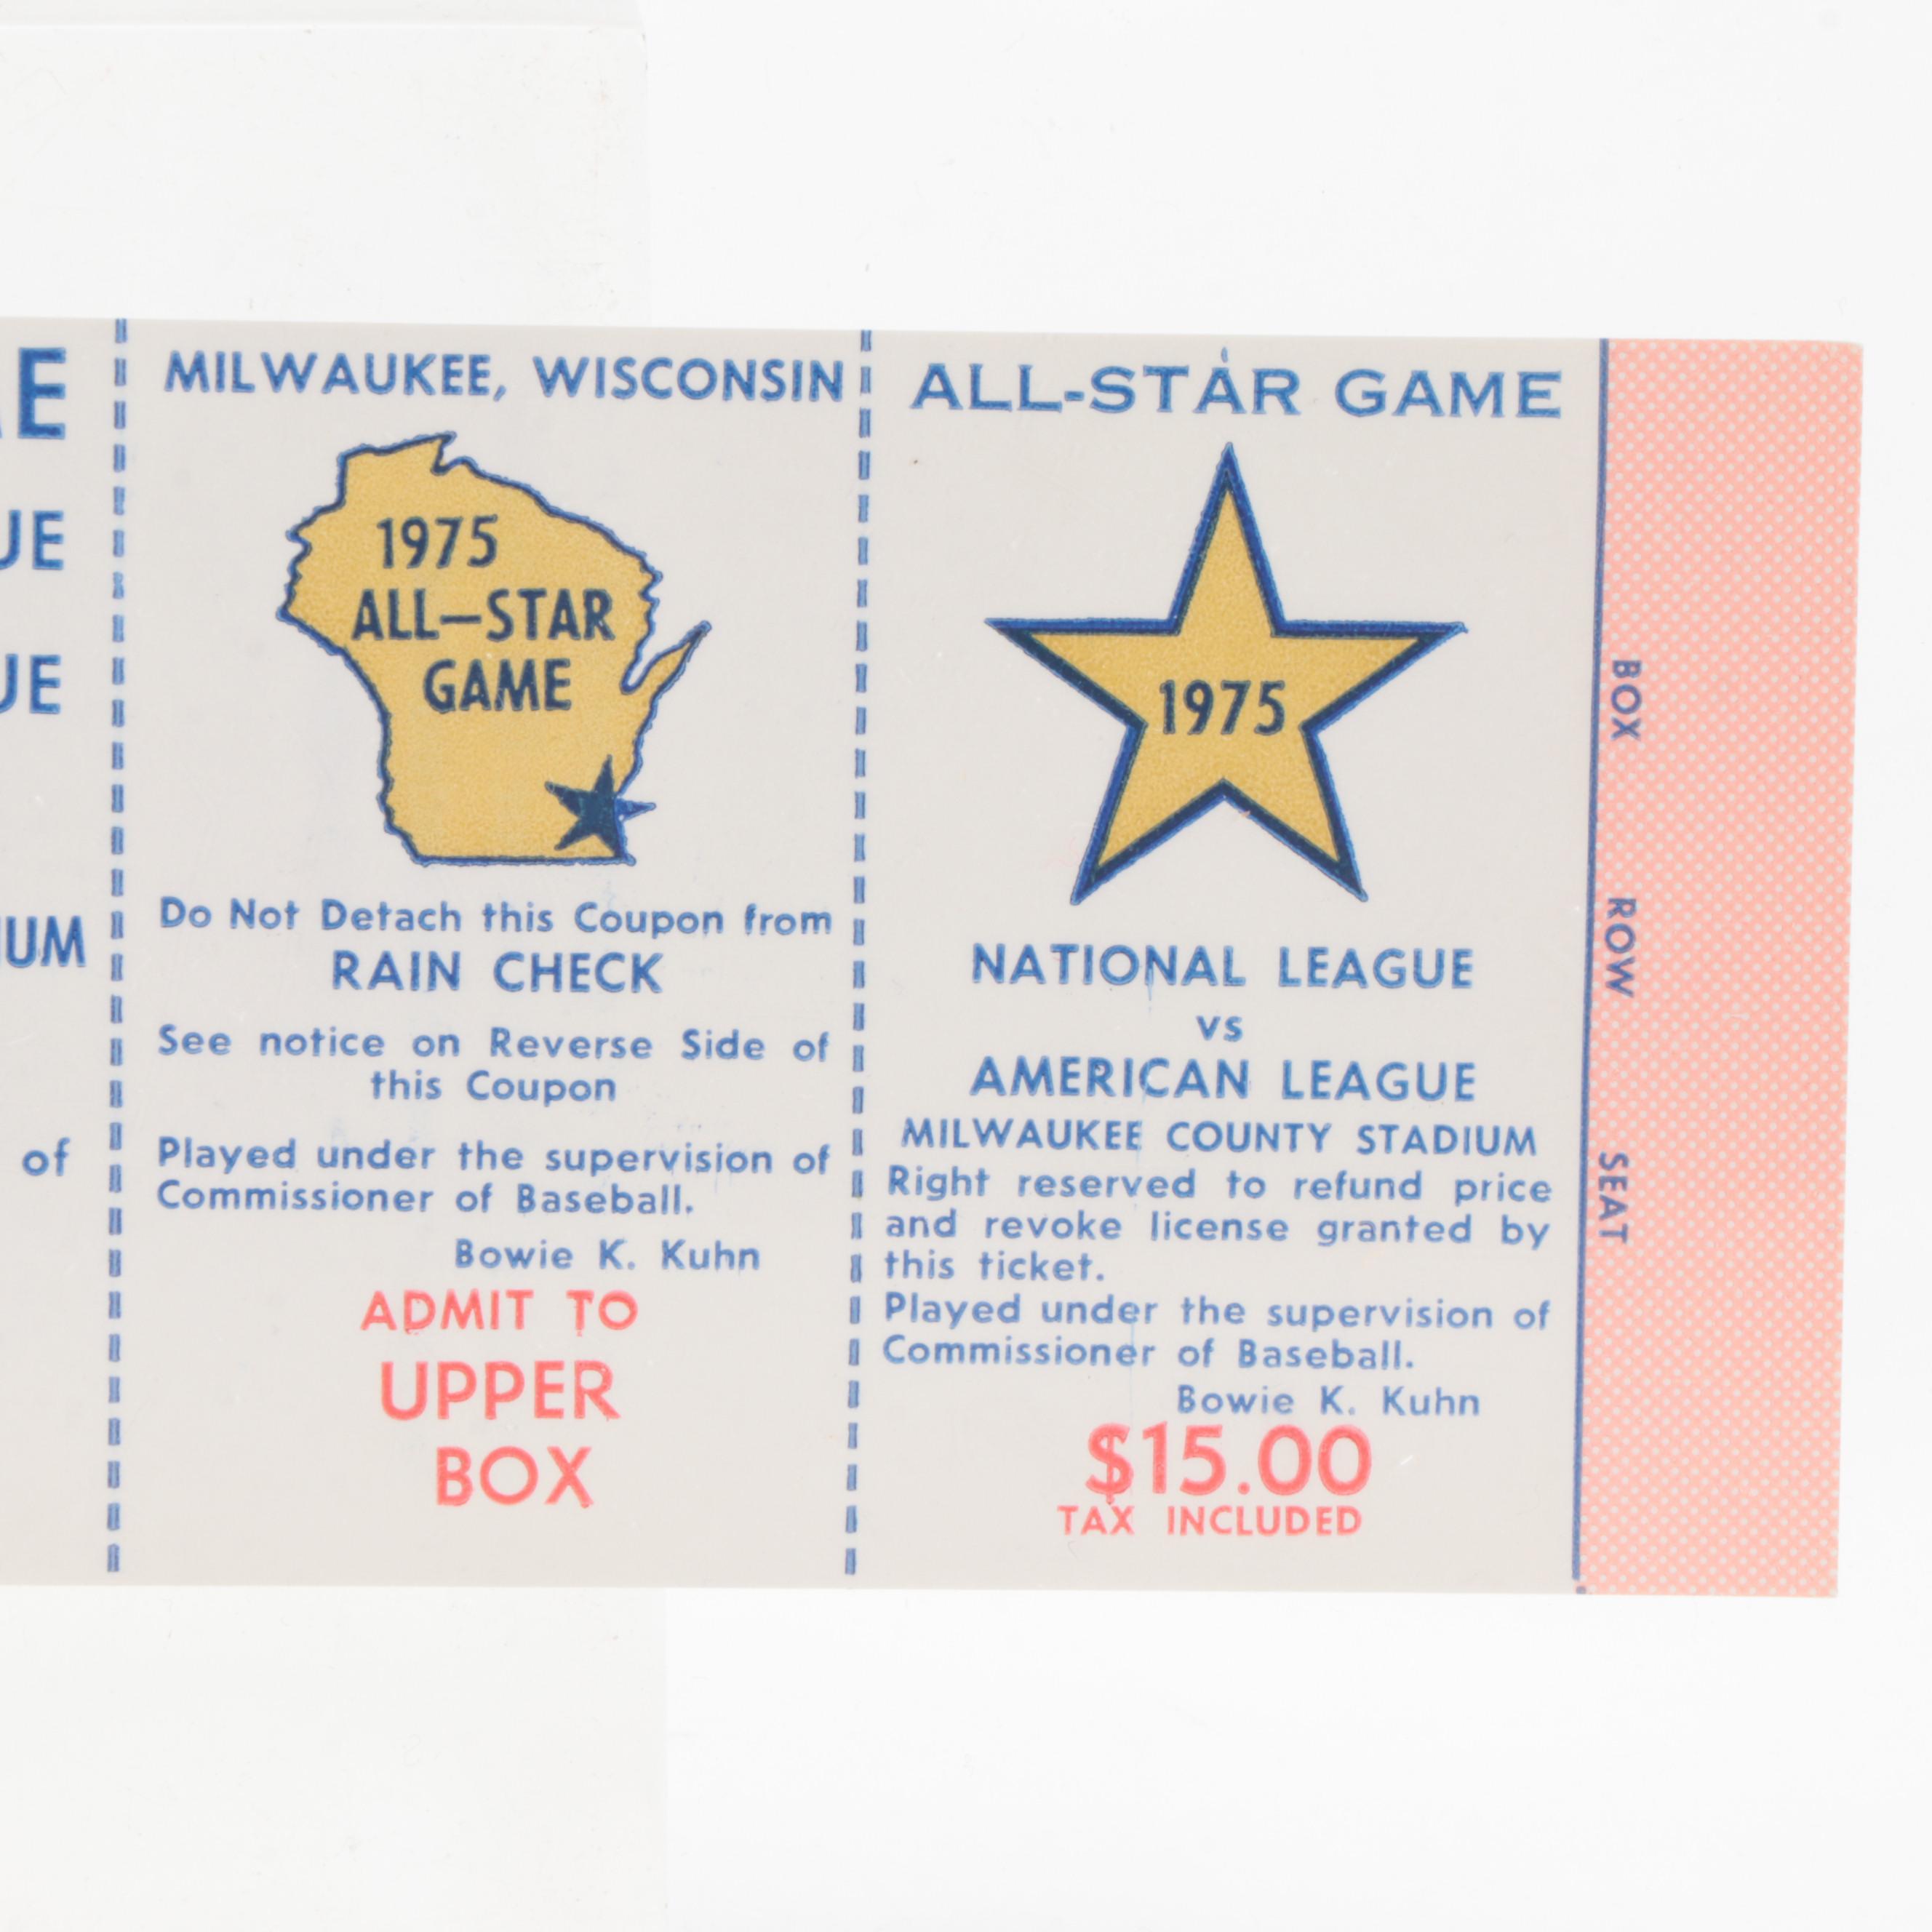 MILWAUKEE, WISCONSIN
1975
ALL-STAR
GAME
Do Not Detach this Coupon from
RAIN CHECK
See notice on Reverse Side of
this Coupon
Played under the supervision of
Commissioner of Baseball.
Bowie K. Kuhn
ADMIT TO
UPPER
BOX
ALL-STAR GAME
1975
NATIONAL LEAGUE
vs
AMERICAN LEAGUE
MILWAUKEE COUNTY STADIUM
Right reserved to refund price
and revoke license granted by
this ticket.
Played under the supervision of
Commissioner of Baseball.
Bowie K. Kuhn
$15.00
TAX INCLUDED
BOX
ROW
SEAT
of